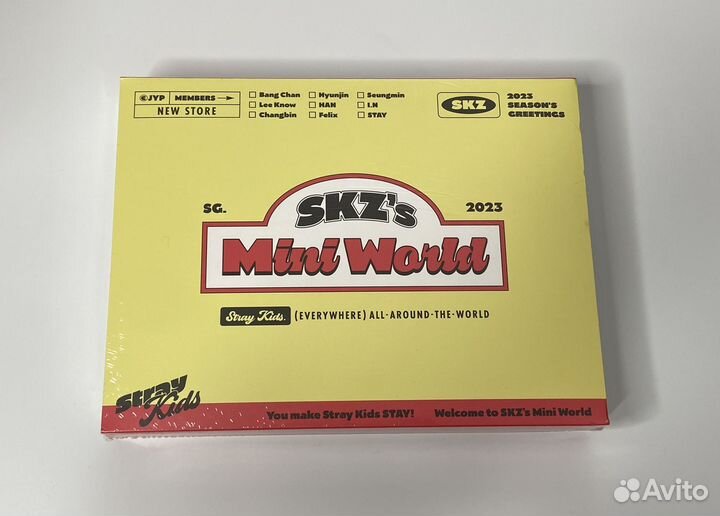 ©JYP MEMBERS
NEW STORE
Bang Chan Hyunjin Seungmin
Lee Know HAN I.N
Changbin Felix STAY
SKZ
2023
SEASON'S
GREETINGS
SG.
SKZ's
2023
Mini World
Stray Kids. (EVERYWHERE) ALL-AROUND-THE-WORLD
Stray
Kids
You make Stray Kids STAY! Welcome to SKZ's Mini World
Avito